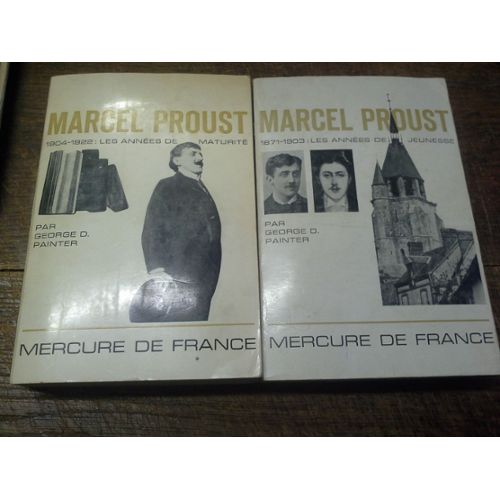 MARCEL PROUST
1904-1922: LES ANNÉES DE MATURITÉ
PAR
GEORGE D.
PAINTER
MERCURE DE FRANCE
MARCEL PROUST
1871-1903: LES ANNÉES DE JEUNESSE
PAR
GEORGE D.
PAINTER
MERCURE DE FRANCE